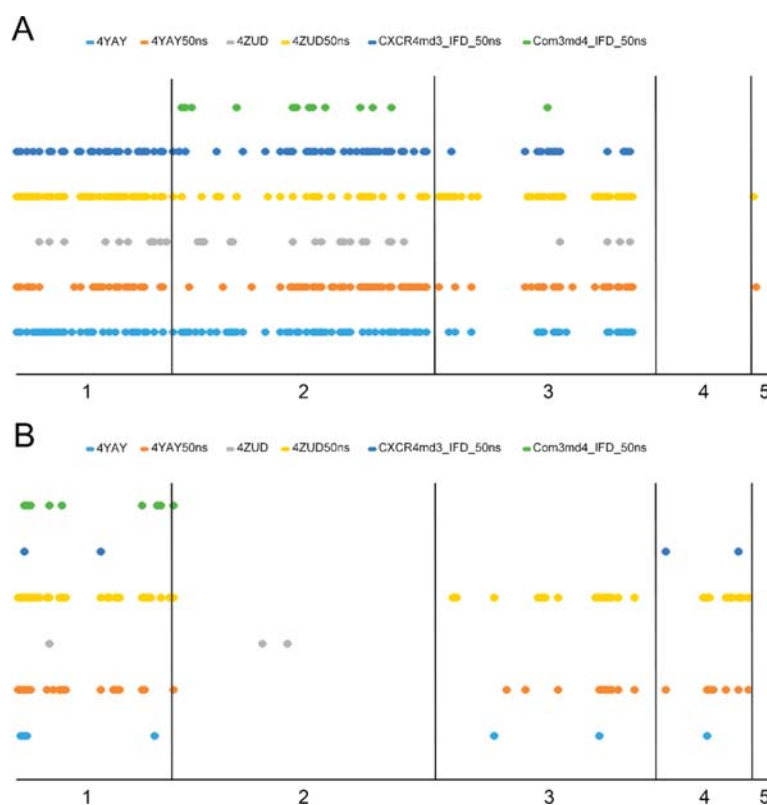 A
4YAY 4YAY50ns 4ZUD 4ZUD50ns CXCR4md3_IFD_50ns Com3md4_IFD_50ns
1 2 3 4 5
B
4YAY 4YAY50ns 4ZUD 4ZUD50ns CXCR4md3_IFD_50ns Com3md4_IFD_50ns
1 2 3 4 5